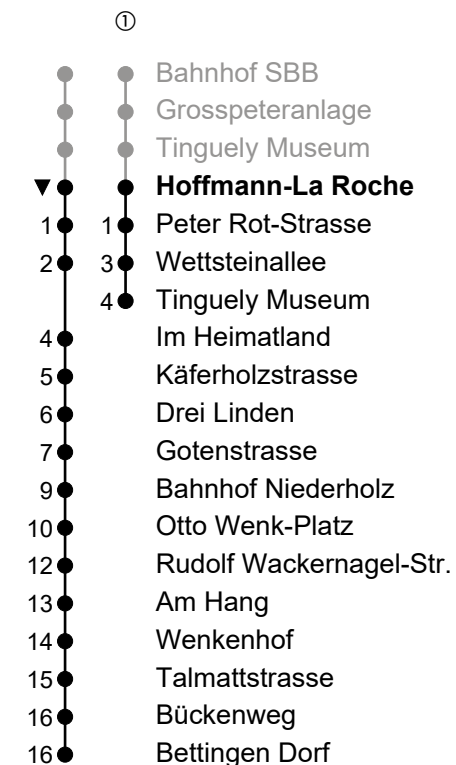 ①
Bahnhof SBB
Grosspeteranlage
Tinguely Museum
▼ Hoffmann-La Roche
1 1 Peter Rot-Strasse
2 3 Wettsteinallee
4 Tinguely Museum
4 Im Heimatland
5 Käferholzstrasse
6 Drei Linden
7 Gotenstrasse
9 Bahnhof Niederholz
10 Otto Wenk-Platz
12 Rudolf Wackernagel-Str.
13 Am Hang
14 Wenkenhof
15 Talmattstrasse
16 Bückenweg
16 Bettingen Dorf